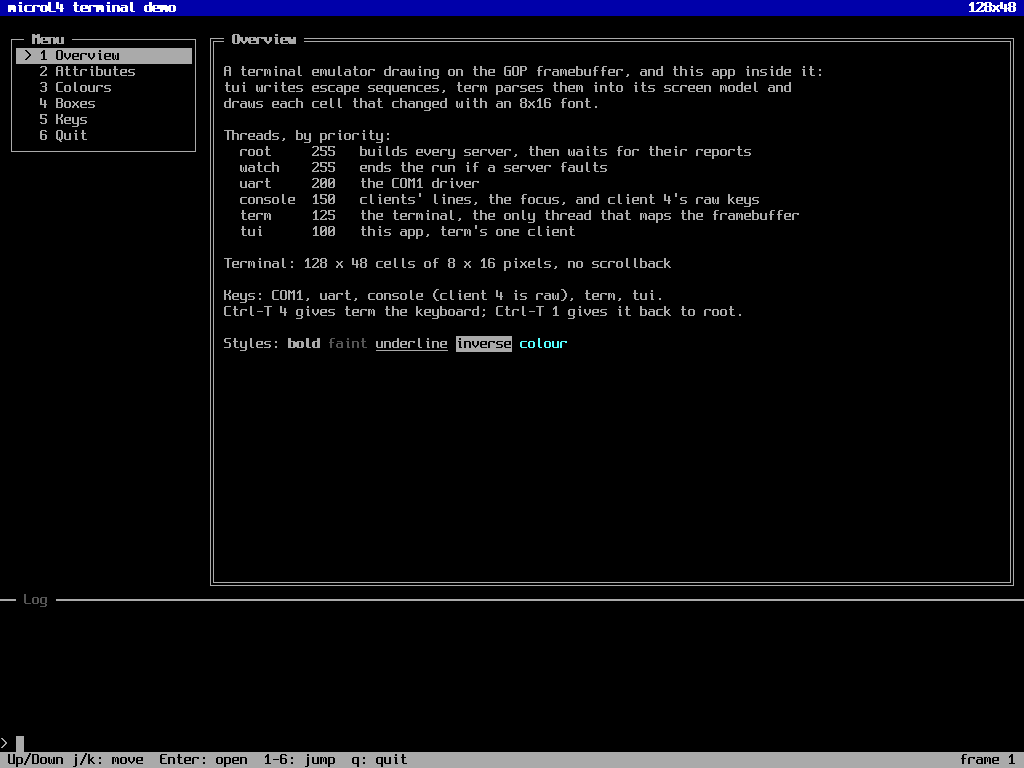 microL4 terminal demo 128x48
Menu
> 1 Overview
2 Attributes
3 Colours
4 Boxes
5 Keys
6 Quit
Overview
A terminal emulator drawing on the GOP framebuffer, and this app inside it:
tui writes escape sequences, term parses them into its screen model and
draws each cell that changed with an 8x16 font.
Threads, by priority:
root 255 builds every server, then waits for their reports
watch 255 ends the run if a server faults
uart 200 the COM1 driver
console 150 clients' lines, the focus, and client 4's raw keys
term 125 the terminal, the only thread that maps the framebuffer
tui 100 this app, term's one client
Terminal: 128 x 48 cells of 8 x 16 pixels, no scrollback
Keys: COM1, uart, console (client 4 is raw), term, tui.
Ctrl-T 4 gives term the keyboard; Ctrl-T 1 gives it back to root.
Styles: bold faint underline inverse colour
Log
>
Up/Down j/k: move Enter: open 1-6: jump q: quit frame 1